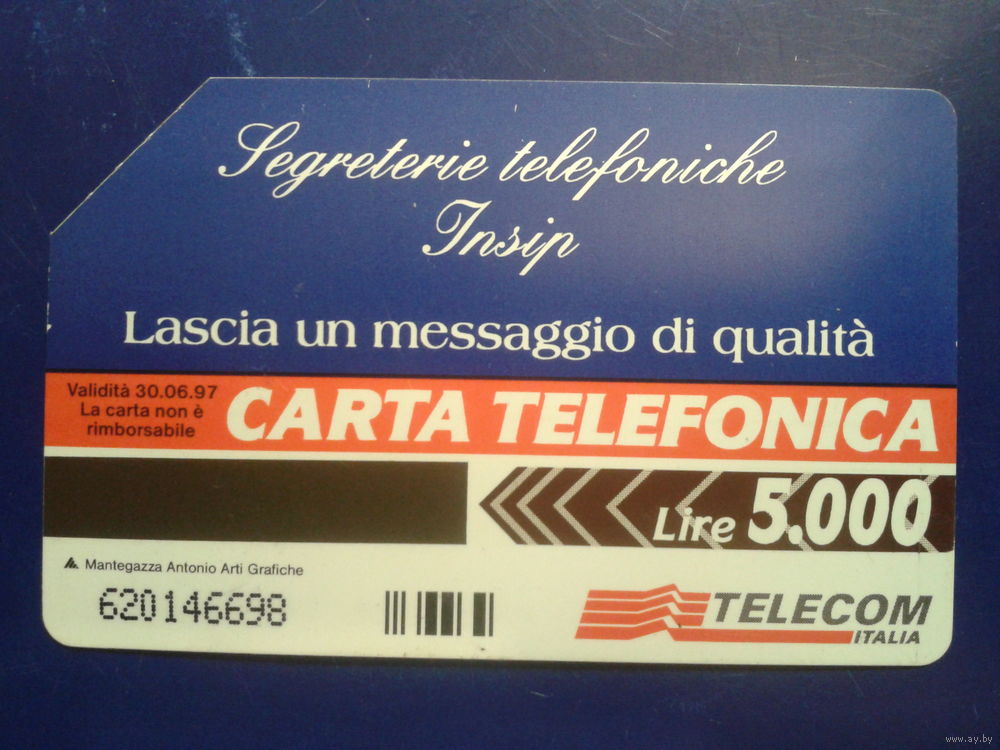 Segreterie telefoniche
Insip
Lascia un messaggio di qualità
Validità 30.06.97
La carta non è
rimborsabile
CARTA TELEFONICA
Lire 5.000
Mantegazza Antonio Arti Grafiche
620146698
TELECOM
ITALIA
www.ay.by